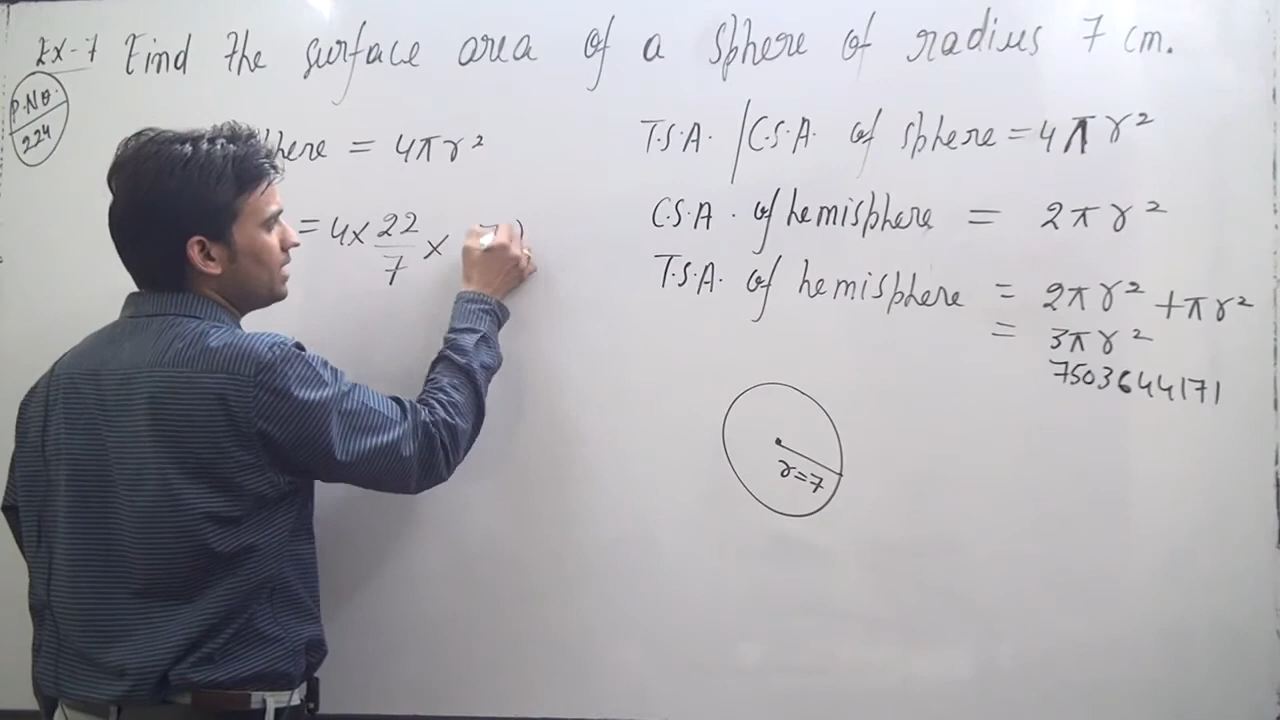 Ex-7 Find the surface area of a sphere of radius 7 cm.
P.NO.
224
here = 4πr²
= 4×22/7×
T.S.A. /C.S.A. of sphere = 4πr²
C.S.A. of hemisphere = 2πr²
T.S.A. of hemisphere = 2πr² + πr²
= 3πr²
7503644171
r=7